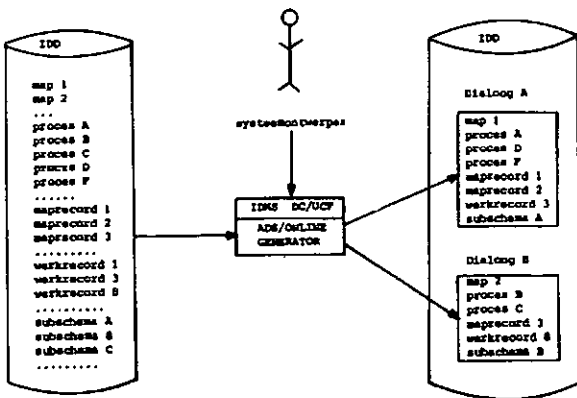 IDD
map 1
map 2
...
proces A
proces B
proces C
proces D
proces F
.......
maprecord 1
maprecord 2
maprecord 3
..........
werkrecord 1
werkrecord 3
werkrecord 8
..........
subschema A
subschema B
subschema C
..........
systeemontwerper
IDMS DC/UCF
ADS/ONLINE
GENERATOR
IDD
Dialoog A
map 1
proces A
proces D
proces F
maprecord 1
maprecord 2
werkrecord 3
subschema A
Dialoog B
map 2
proces B
proces C
maprecord 3
werkrecord 8
subschema B